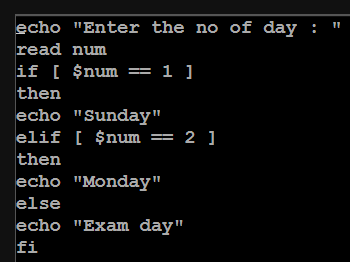 echo "Enter the no of day : "
read num
if [ $num == 1 ]
then
echo "Sunday"
elif [ $num == 2 ]
then
echo "Monday"
else
echo "Exam day"
fi